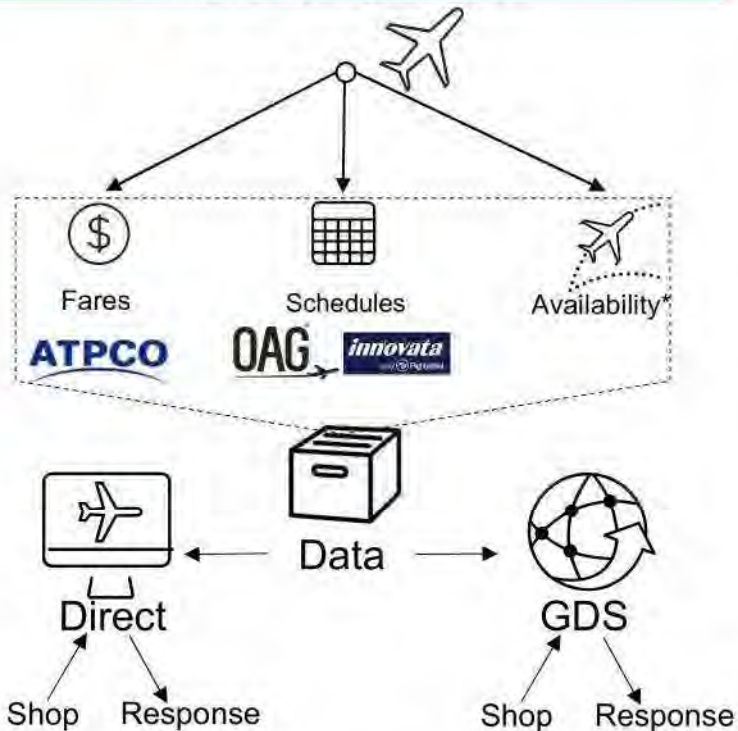 $
Fares
Schedules
Availability*
ATPCO
OAG
innovata
Data
Direct
GDS
Shop
Response
Shop
Response